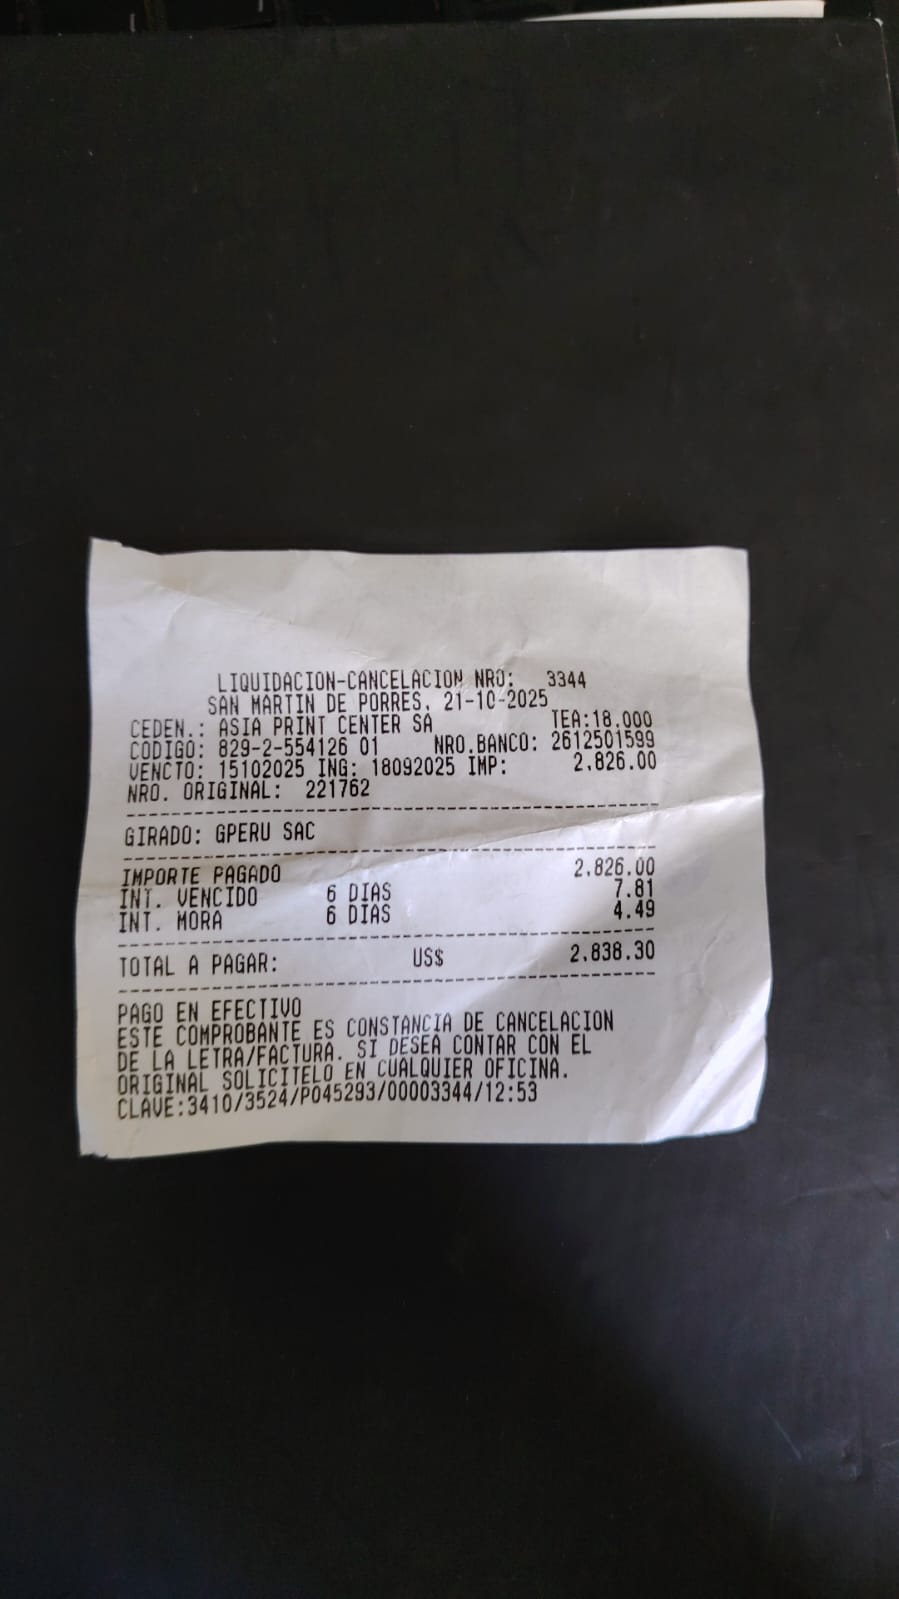 LIQUIDACION-CANCELACION NRO: 3344
SAN MARTIN DE PORRES, 21-10-2025
CEDEN.: ASIA PRINT CENTER SA TEA:18.000
CODIGO: 829-2-554126 01 NRO.BANCO: 2612501599
VENCTO: 15102025 ING: 18092025 IMP: 2,826.00
NRO. ORIGINAL: 221762
GIRADO: GPERU SAC
IMPORTE PAGADO 2,826.00
INT. VENCIDO 6 DIAS 7.81
INT. MORA 6 DIAS 4.49
TOTAL A PAGAR: US$ 2,838.30
PAGO EN EFECTIVO
ESTE COMPROBANTE ES CONSTANCIA DE CANCELACION
DE LA LETRA/FACTURA. SI DESEA CONTAR CON EL
ORIGINAL SOLICITELO EN CUALQUIER OFICINA.
CLAVE:3410/3524/P045293/00003344/12:53